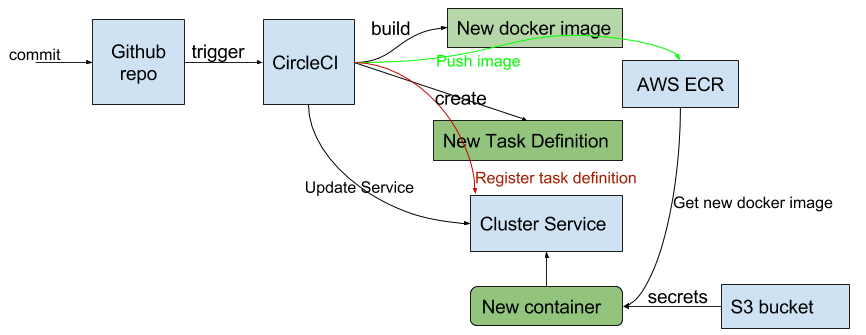 commit
Github
repo
trigger
CircleCI
build
New docker image
Push image
AWS ECR
create
New Task Definition
Register task definition
Update Service
Cluster Service
Get new docker image
New container
secrets
S3 bucket